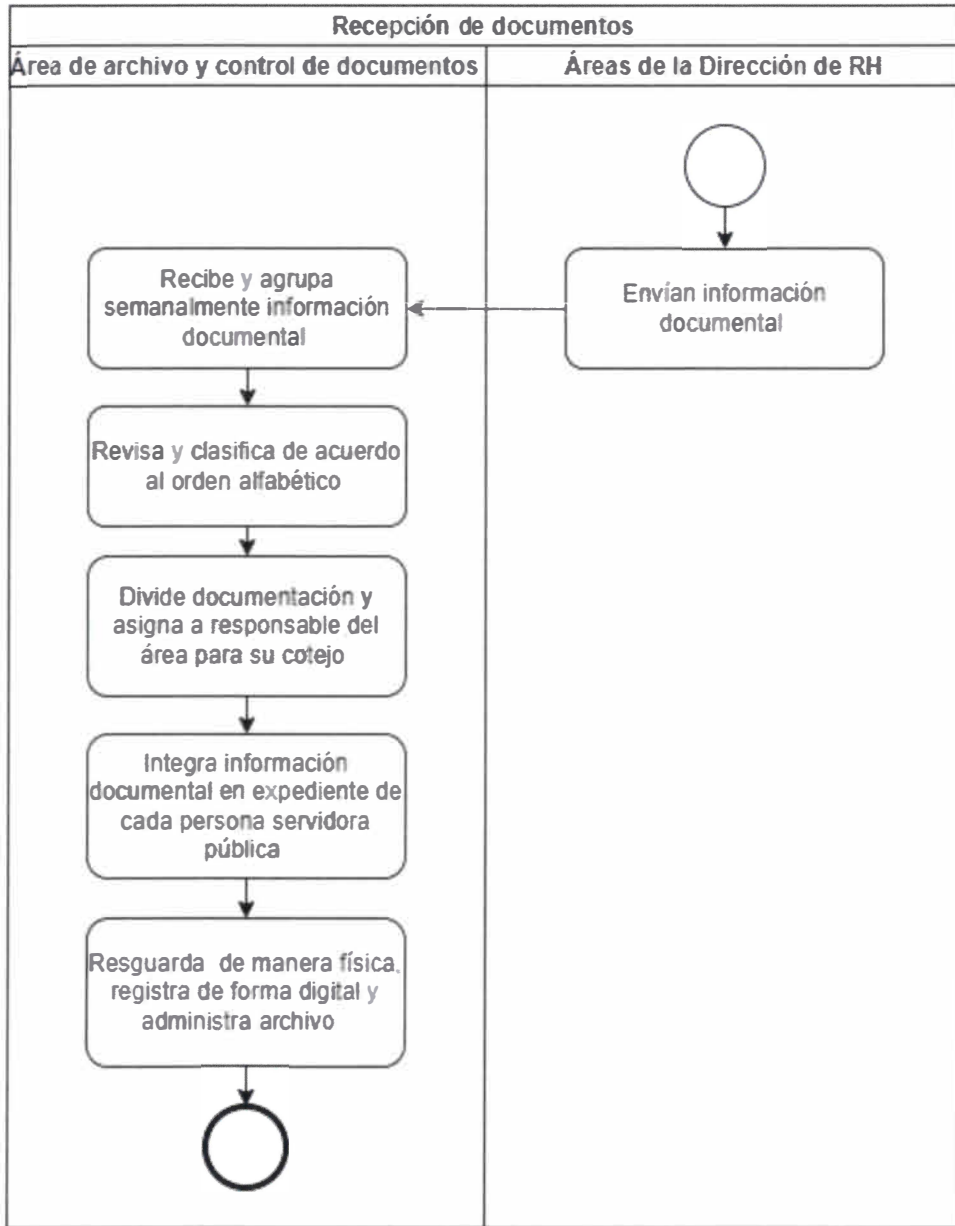 Recepción de documentos
Área de archivo y control de documentos
Áreas de la Dirección de RH
Envían información
documental
Recibe y agrupa
semanalmente información
documental
Revisa y clasifica de acuerdo
al orden alfabético
Divide documentación y
asigna a responsable del
área para su cotejo
Integra información
documental en expediente de
cada persona servidora
pública
Resguarda de manera física,
registra de forma digital y
administra archivo